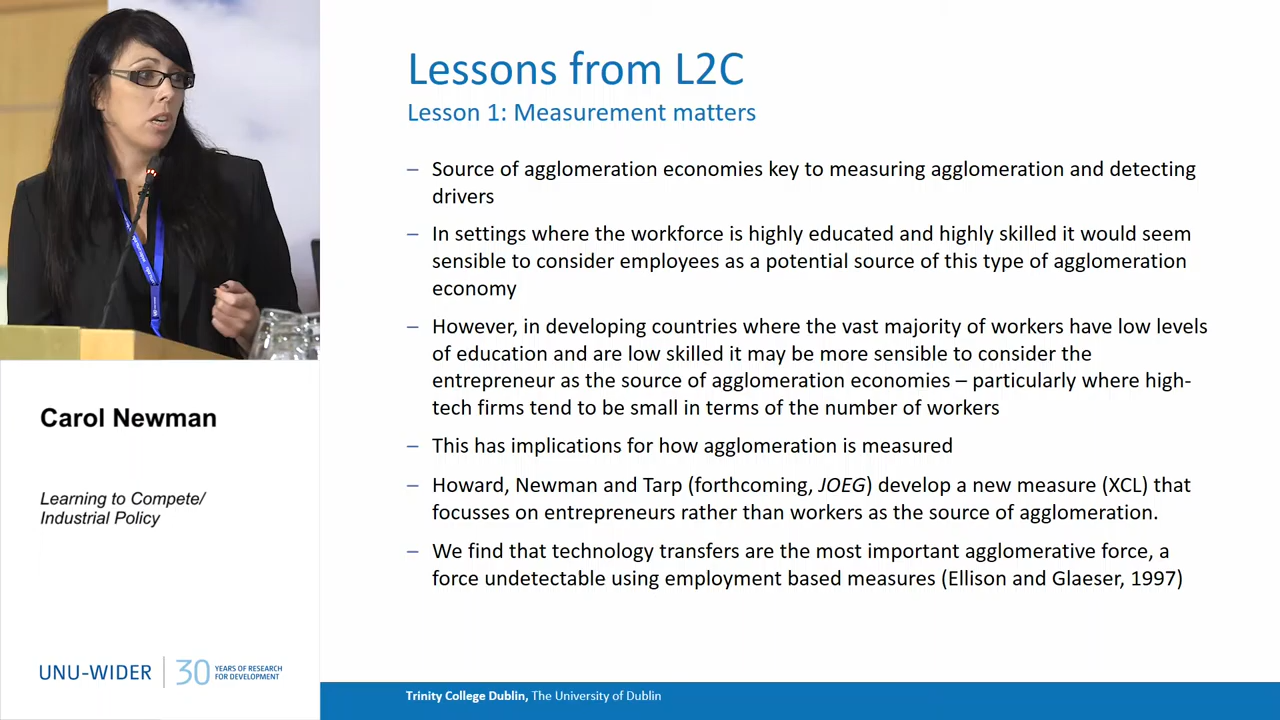 Lessons from L2C
Lesson 1: Measurement matters
– Source of agglomeration economies key to measuring agglomeration and detecting
drivers
– In settings where the workforce is highly educated and highly skilled it would seem
sensible to consider employees as a potential source of this type of agglomeration
economy
– However, in developing countries where the vast majority of workers have low levels
of education and are low skilled it may be more sensible to consider the
entrepreneur as the source of agglomeration economies – particularly where high-
tech firms tend to be small in terms of the number of workers
– This has implications for how agglomeration is measured
– Howard, Newman and Tarp (forthcoming, JOEG) develop a new measure (XCL) that
focusses on entrepreneurs rather than workers as the source of agglomeration.
– We find that technology transfers are the most important agglomerative force, a
force undetectable using employment based measures (Ellison and Glaeser, 1997)
Carol Newman
Learning to Compete/
Industrial Policy
UNU-WIDER
30
YEARS OF RESEARCH
FOR DEVELOPMENT
Trinity College Dublin, The University of Dublin